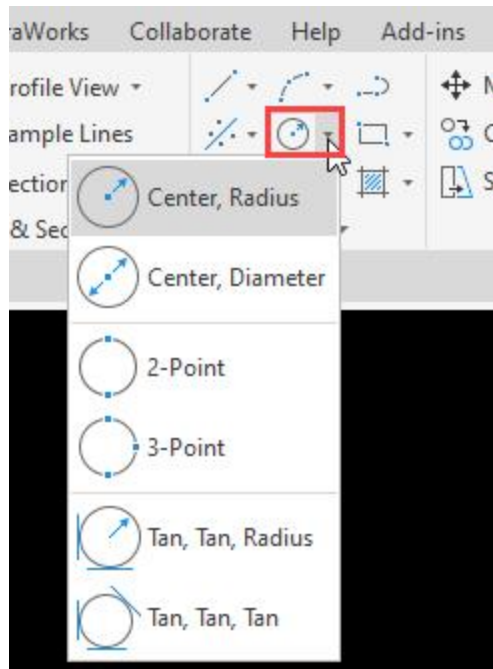 raWorks Collaborate Help Add-ins
rofile View
ample Lines
ection
& Sec
Center, Radius
Center, Diameter
2-Point
3-Point
Tan, Tan, Radius
Tan, Tan, Tan